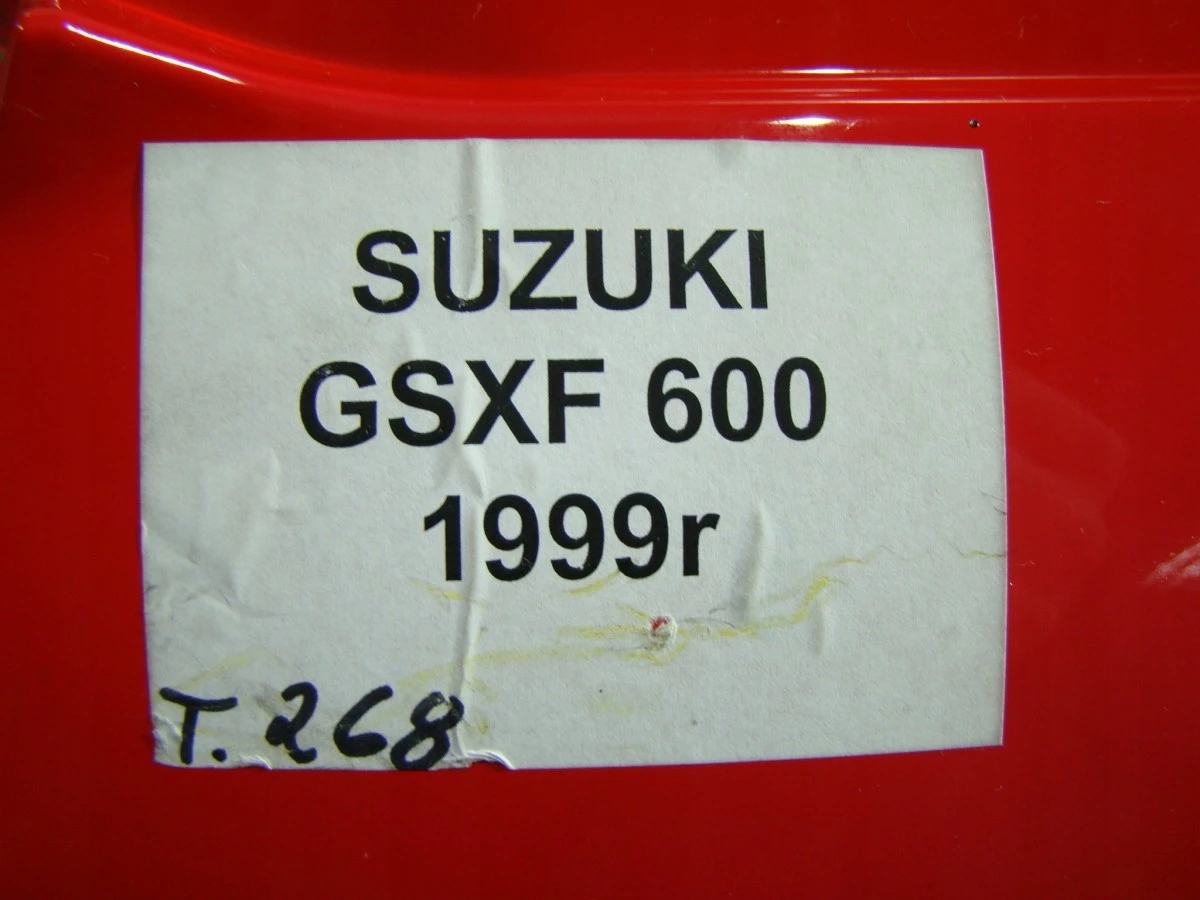 SUZUKI
GSXF 600
1999r
T. 268